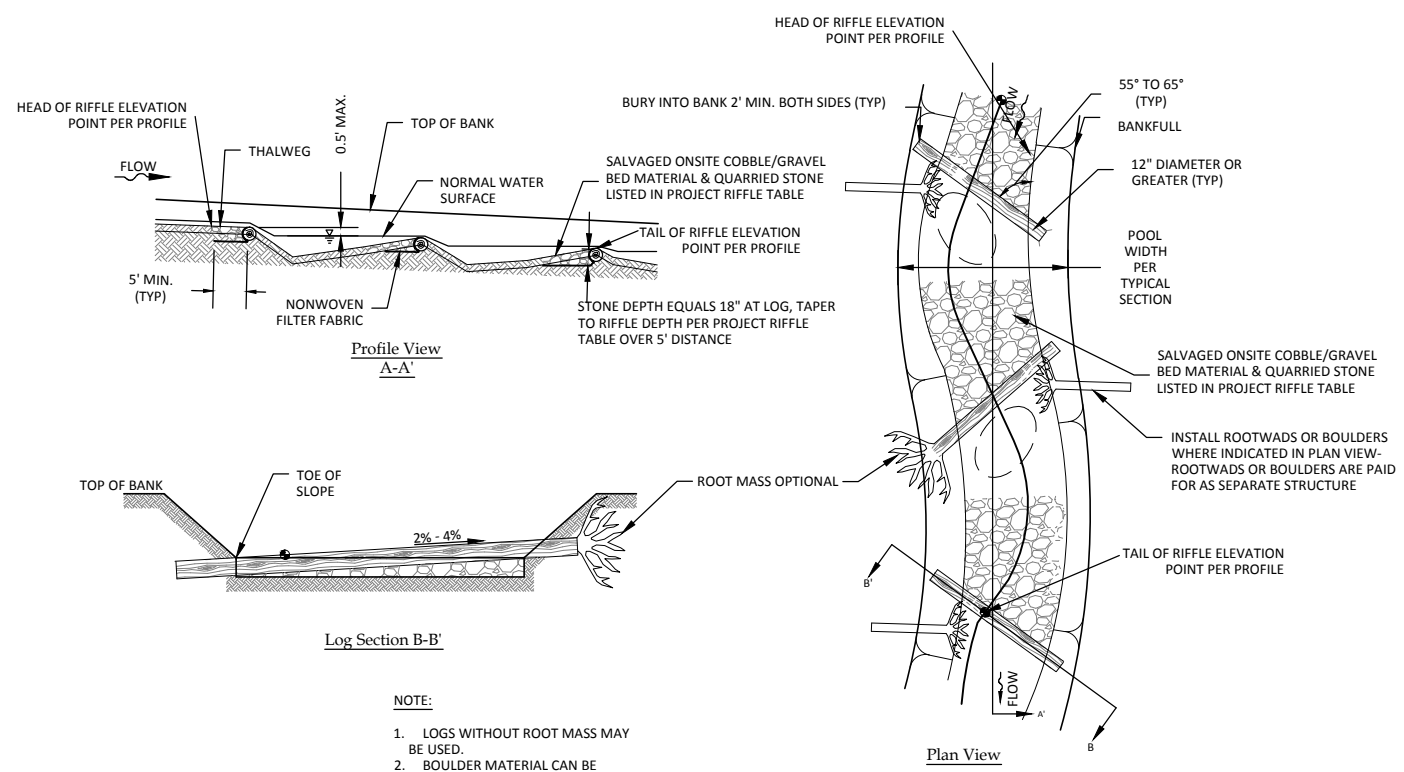 HEAD OF RIFFLE ELEVATION
POINT PER PROFILE
FLOW
THALWEG
0.5' MAX.
TOP OF BANK
NORMAL WATER
SURFACE
SALVAGED ONSITE COBBLE/GRAVEL
BED MATERIAL & QUARRIED STONE
LISTED IN PROJECT RIFFLE TABLE
TAIL OF RIFFLE ELEVATION
POINT PER PROFILE
5' MIN.
(TYP)
NONWOVEN
FILTER FABRIC
STONE DEPTH EQUALS 18" AT LOG, TAPER
TO RIFFLE DEPTH PER PROJECT RIFFLE
TABLE OVER 5' DISTANCE
Profile View
A-A'
TOP OF BANK
TOE OF
SLOPE
2% - 4%
ROOT MASS OPTIONAL
Log Section B-B'
NOTE:
1. LOGS WITHOUT ROOT MASS MAY
BE USED.
2. BOULDER MATERIAL CAN BE
HEAD OF RIFFLE ELEVATION
POINT PER PROFILE
BURY INTO BANK 2' MIN. BOTH SIDES (TYP)
FLOW
55° TO 65°
(TYP)
BANKFULL
12" DIAMETER OR
GREATER (TYP)
POOL
WIDTH
PER
TYPICAL
SECTION
SALVAGED ONSITE COBBLE/GRAVEL
BED MATERIAL & QUARRIED STONE
LISTED IN PROJECT RIFFLE TABLE
INSTALL ROOTWADS OR BOULDERS
WHERE INDICATED IN PLAN VIEW-
ROOTWADS OR BOULDERS ARE PAID
FOR AS SEPARATE STRUCTURE
TAIL OF RIFFLE ELEVATION
POINT PER PROFILE
B'
FLOW
A'
B
Plan View